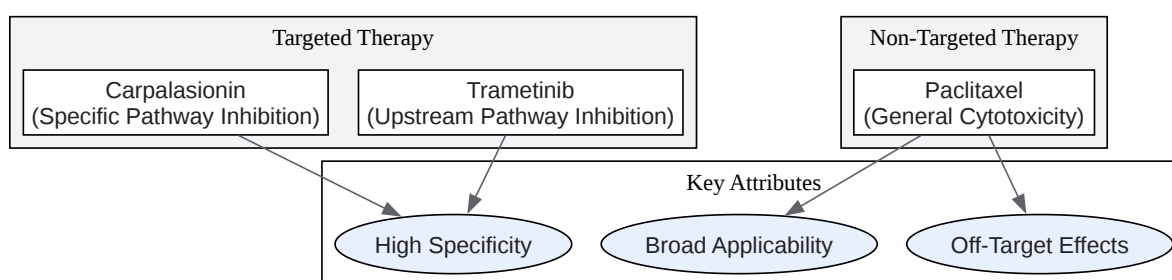 Targeted Therapy
Non-Targeted Therapy
Carpalasionin
(Specific Pathway Inhibition)
Trametinib
(Upstream Pathway Inhibition)
Paclitaxel
(General Cytotoxicity)
Key Attributes
High Specificity
Broad Applicability
Off-Target Effects